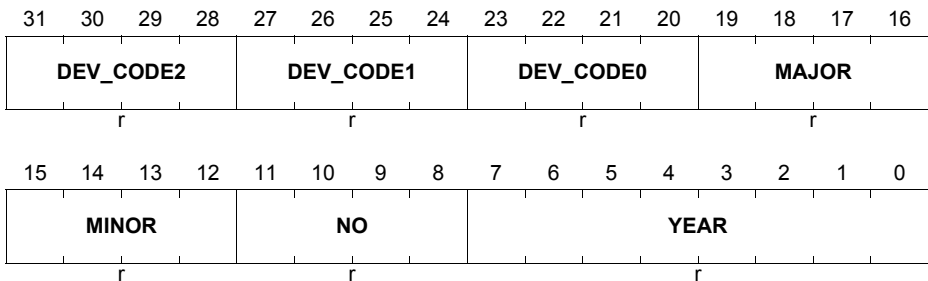 31 30 29 28 27 26 25 24 23 22 21 20 19 18 17 16
DEV_CODE2 DEV_CODE1 DEV_CODE0 MAJOR
r r r r
15 14 13 12 11 10 9 8 7 6 5 4 3 2 1 0
MINOR NO YEAR
r r r